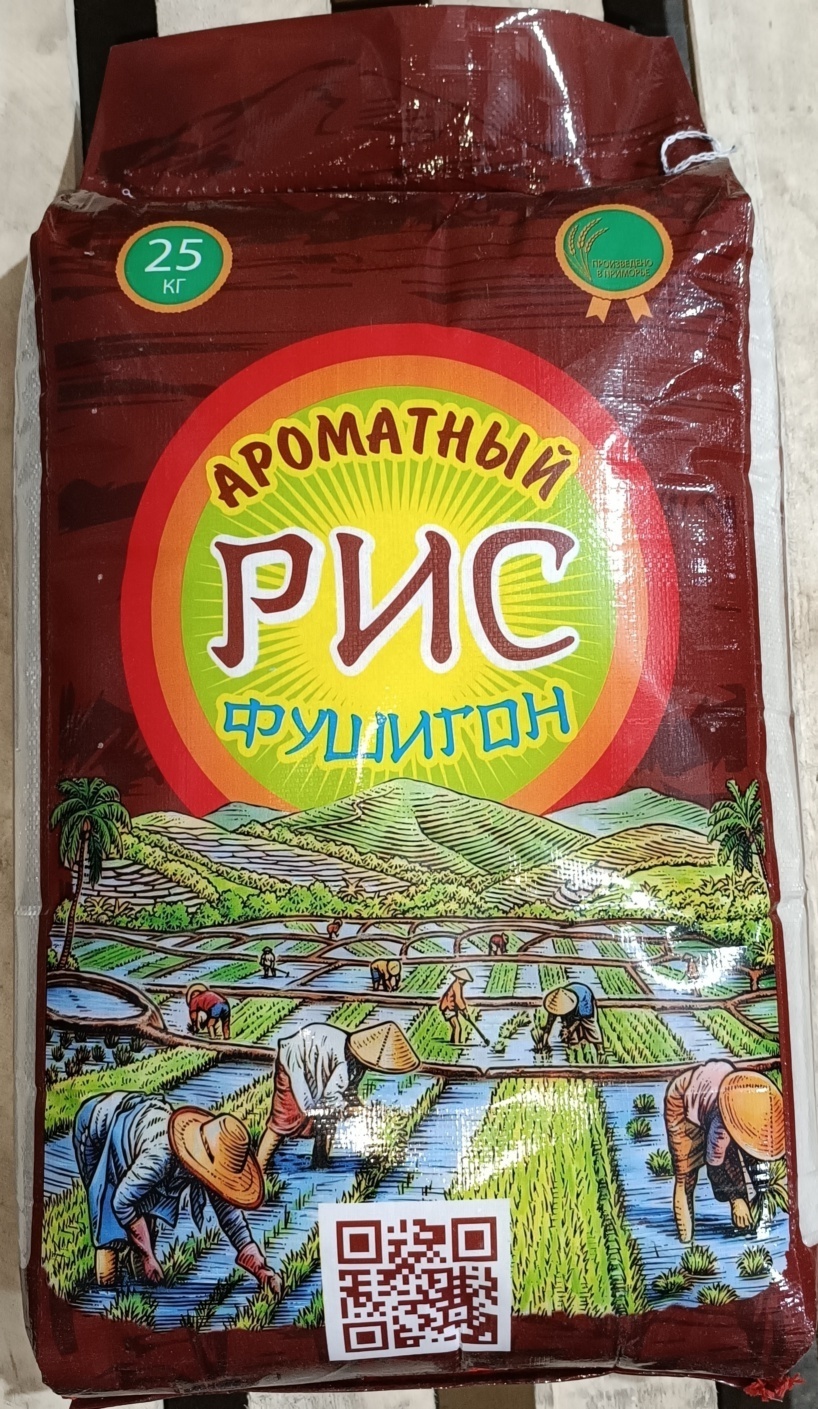 25
КГ
ПРОИЗВЕДЕНО
В ПРИМОРЬЕ
АРОМАТНЫЙ
РИС
ФУШИГОН